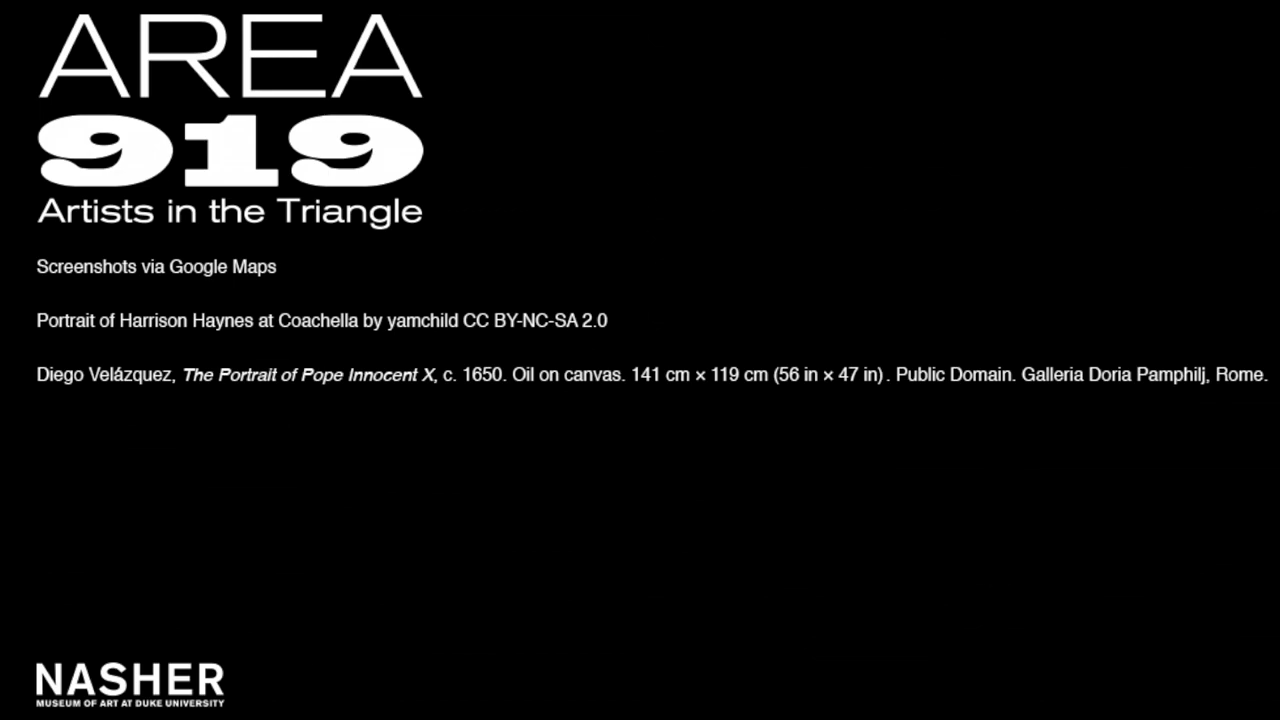 AREA
919
Artists in the Triangle
Screenshots via Google Maps
Portrait of Harrison Haynes at Coachella by yamchild CC BY-NC-SA 2.0
Diego Velázquez, The Portrait of Pope Innocent X, c. 1650. Oil on canvas. 141 cm × 119 cm (56 in × 47 in). Public Domain. Galleria Doria Pamphilj, Rome.
NASHER
MUSEUM OF ART AT DUKE UNIVERSITY